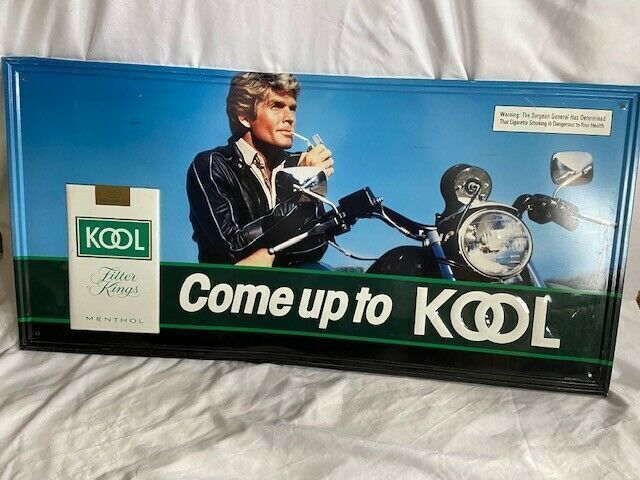 Warning: The Surgeon General Has Determined
That Cigarette Smoking Is Dangerous to Your Health
KOOL
Filter
Kings
MENTHOL
Come up to KOOL